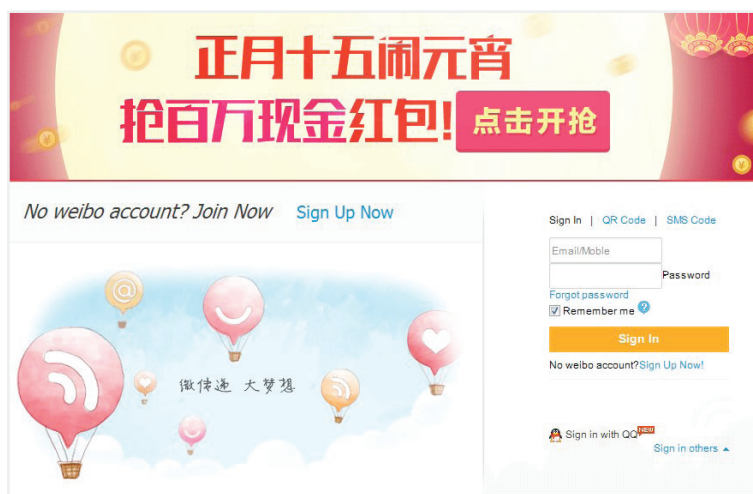 正月十五闹元宵
抢百万现金红包!
点击开抢
No weibo account? Join Now Sign Up Now
微传递 大梦想
Sign In | QR Code | SMS Code
Email/Moble
Password
Forgot password
Remember me ?
Sign In
No weibo account?Sign Up Now!
Sign in with QQ NEW
Sign in others